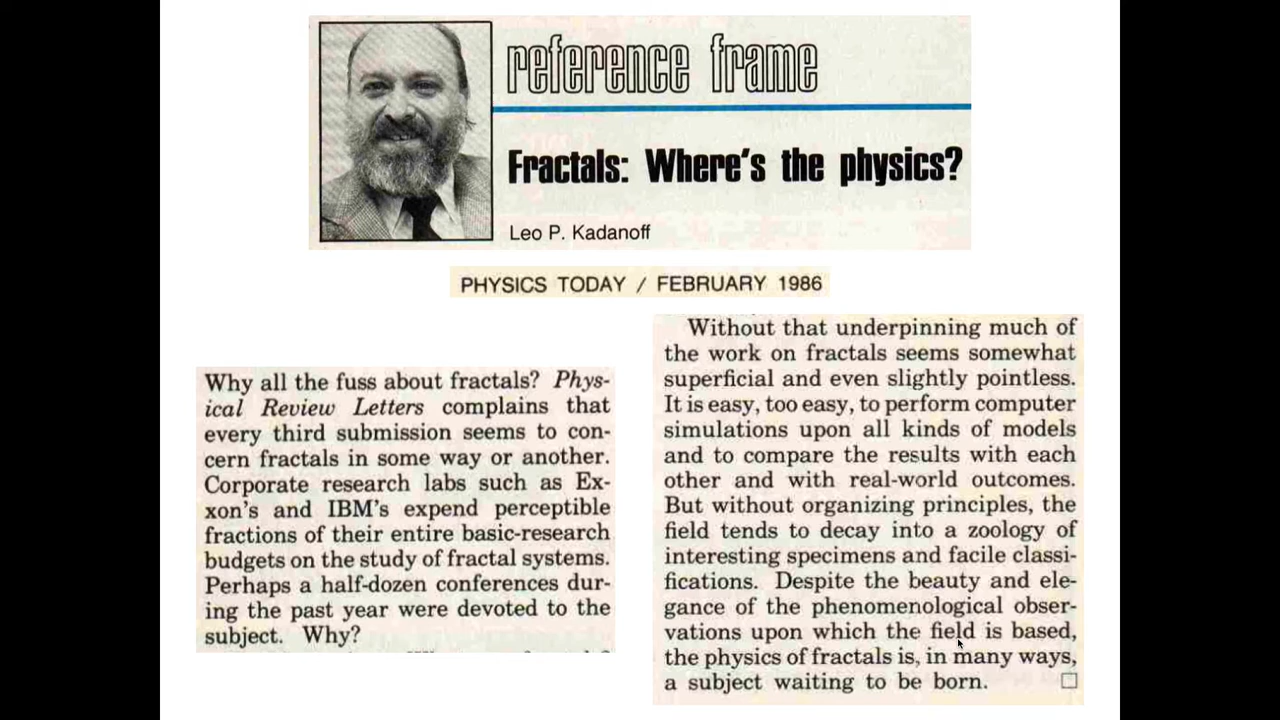 reference frame
Fractals: Where's the physics?
Leo P. Kadanoff
PHYSICS TODAY / FEBRUARY 1986
Why all the fuss about fractals? Phys-
ical Review Letters complains that
every third submission seems to con-
cern fractals in some way or another.
Corporate research labs such as Ex-
xon's and IBM's expend perceptible
fractions of their entire basic-research
budgets on the study of fractal systems.
Perhaps a half-dozen conferences dur-
ing the past year were devoted to the
subject. Why?
Without that underpinning much of
the work on fractals seems somewhat
superficial and even slightly pointless.
It is easy, too easy, to perform computer
simulations upon all kinds of models
and to compare the results with each
other and with real-world outcomes.
But without organizing principles, the
field tends to decay into a zoology of
interesting specimens and facile classi-
fications. Despite the beauty and ele-
gance of the phenomenological obser-
vations upon which the field is based,
the physics of fractals is, in many ways,
a subject waiting to be born.